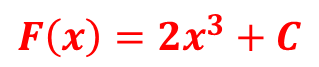 F(x) = 2x³ + C